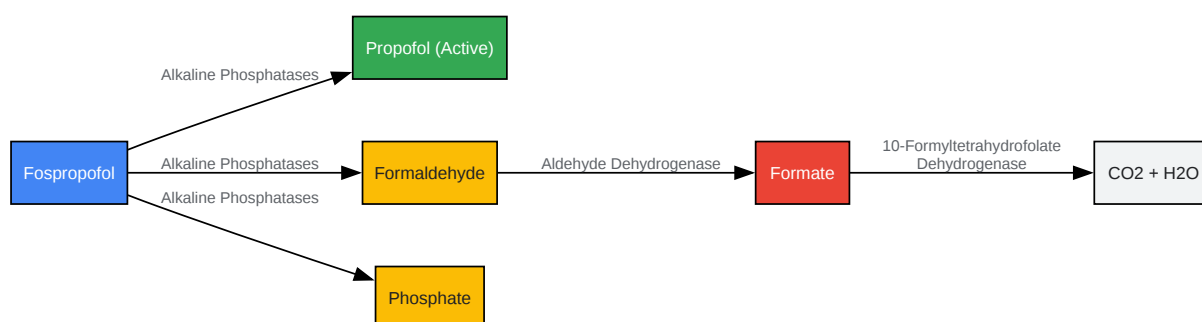 Propofol (Active)
Alkaline Phosphatases
Fospropofol
Alkaline Phosphatases
Formaldehyde
Aldehyde Dehydrogenase
Formate
10-Formyltetrahydrofolate
Dehydrogenase
CO2 + H2O
Alkaline Phosphatases
Phosphate